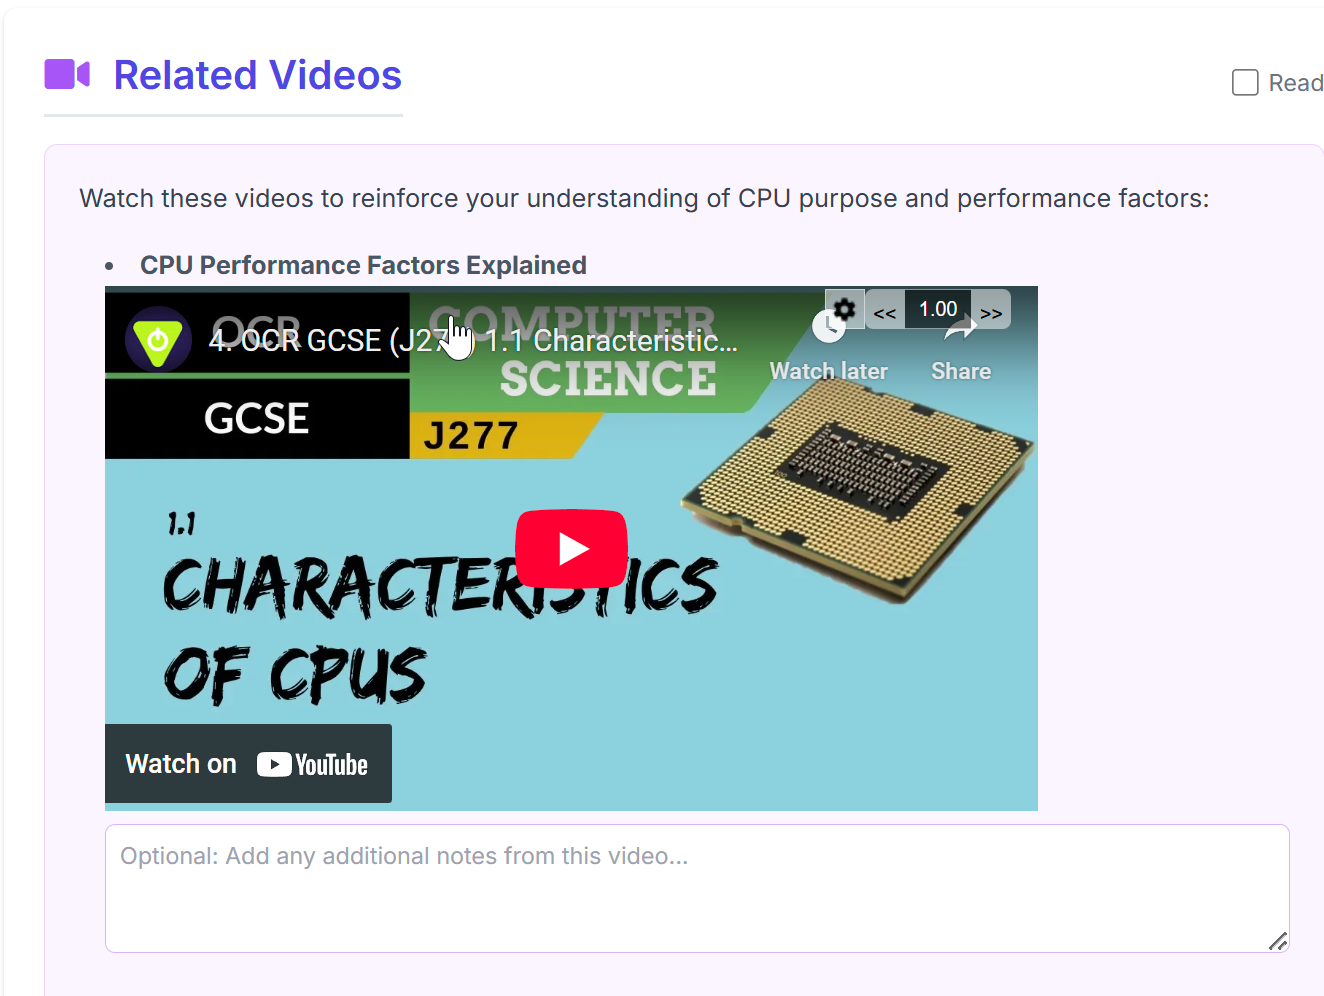 Related Videos
Read
Watch these videos to reinforce your understanding of CPU purpose and performance factors:
• CPU Performance Factors Explained
OCR
COMPUTER
SCIENCE
4. OCR GCSE (J277) 1.1 Characteristic...
<< 1.00 >>
Watch later
Share
GCSE
J277
1.1
CHARACTERISTICS
OF CPUS
Watch on YouTube
Optional: Add any additional notes from this video...